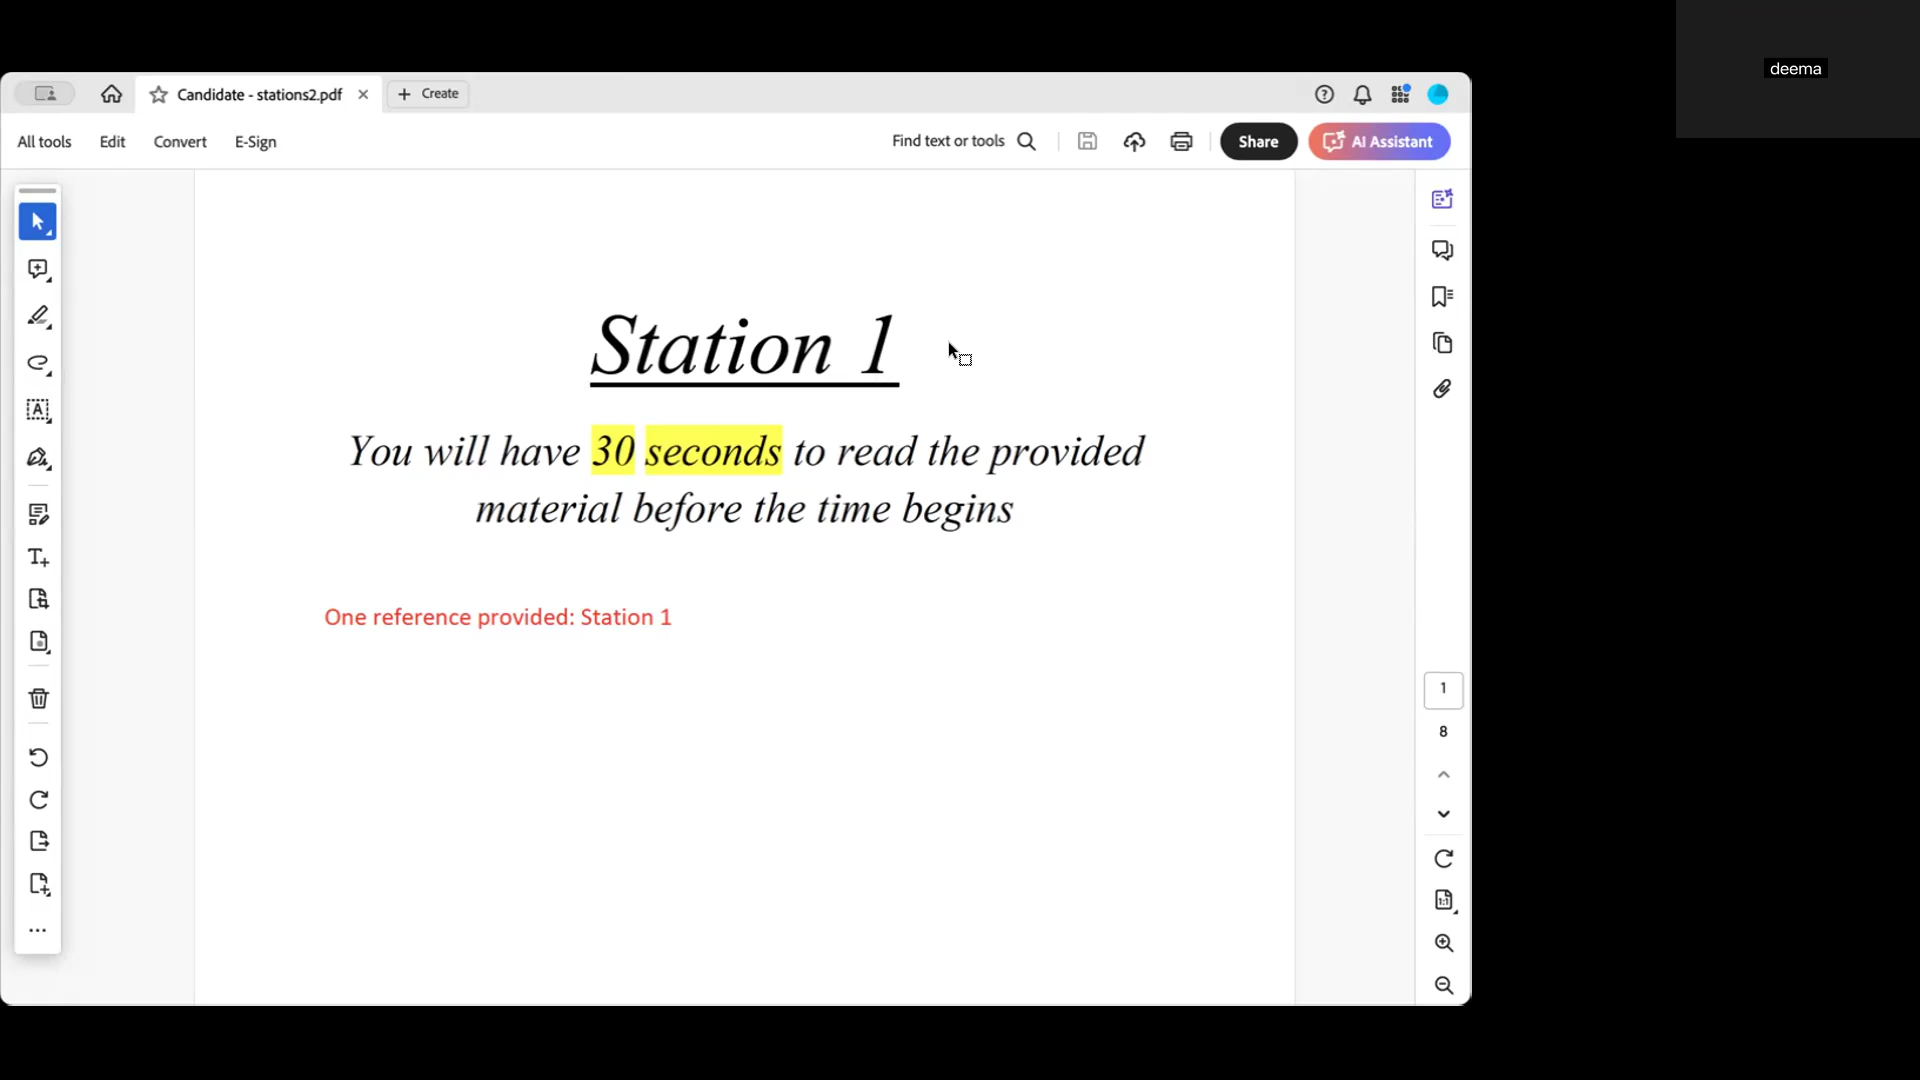 deema
Candidate - stations2.pdf
Create
All tools
Edit
Convert
E-Sign
Find text or tools
Share
AI Assistant
Station 1
You will have 30 seconds to read the provided
material before the time begins
One reference provided: Station 1
1
8